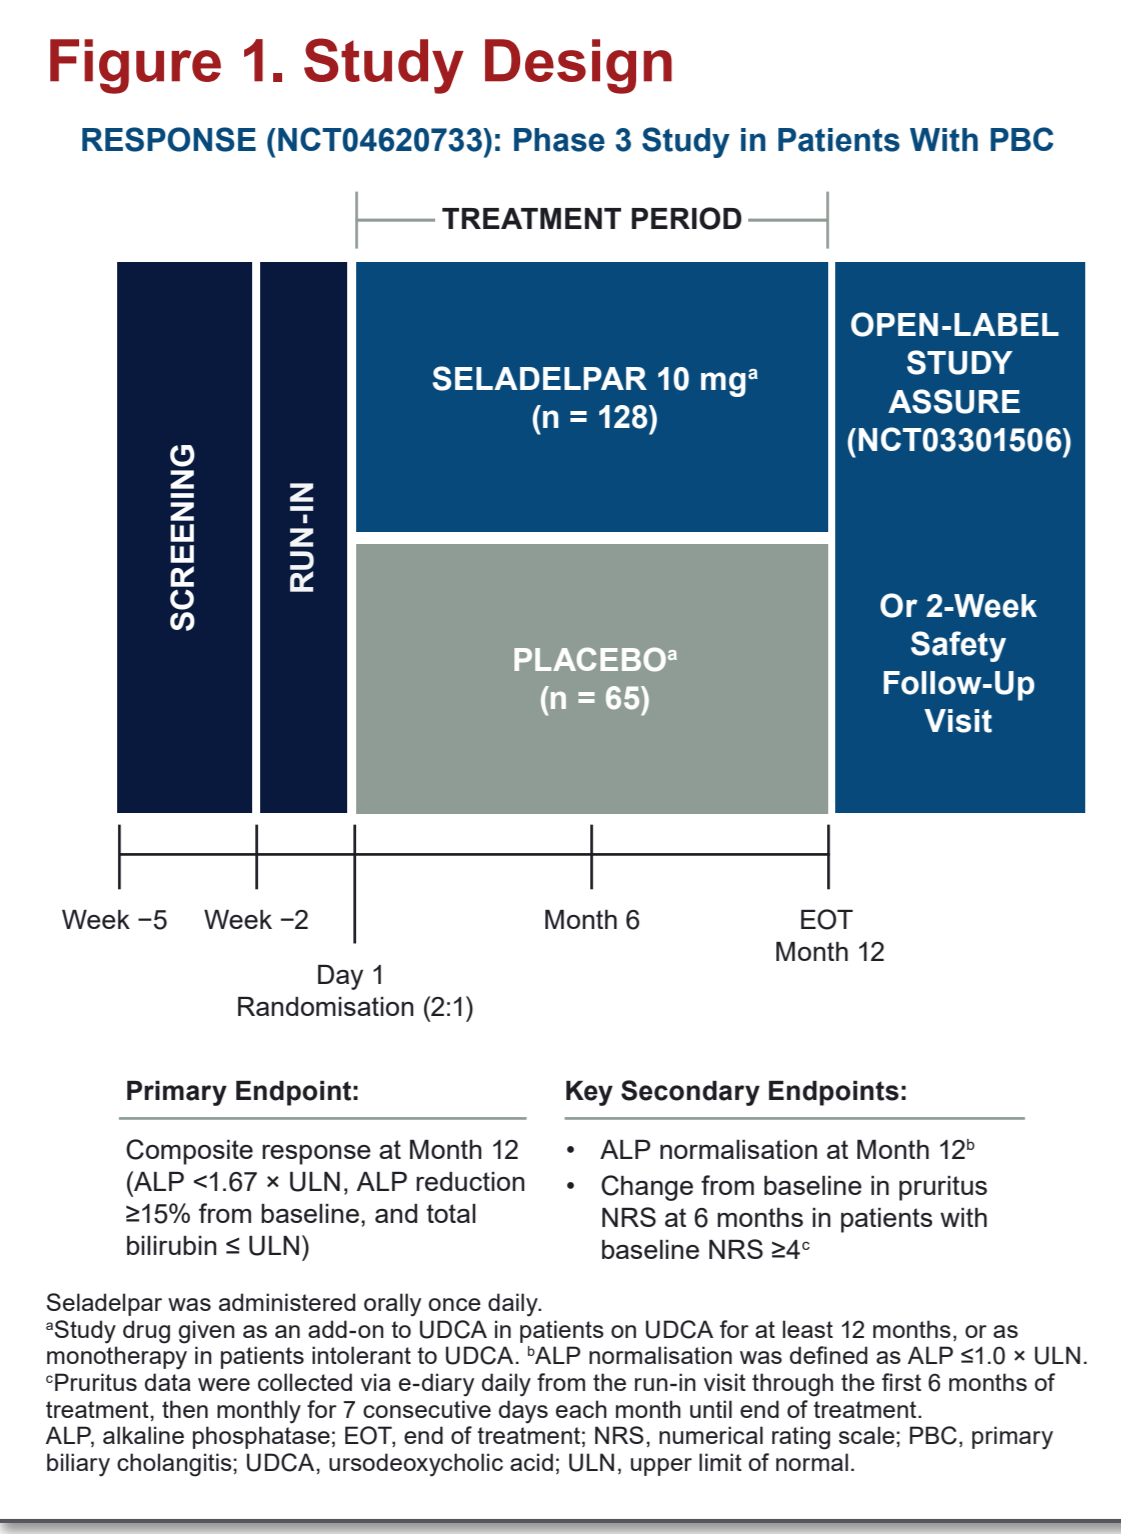 Figure 1. Study Design
RESPONSE (NCT04620733): Phase 3 Study in Patients With PBC
TREATMENT PERIOD
SCREENING
RUN-IN
SELADELPAR 10 mgᵃ
(n = 128)
PLACEBOᵃ
(n = 65)
OPEN-LABEL
STUDY
ASSURE
(NCT03301506)
Or 2-Week
Safety
Follow-Up
Visit
Week −5
Week −2
Day 1
Randomisation (2:1)
Month 6
EOT
Month 12
Primary Endpoint:
Composite response at Month 12
(ALP <1.67 × ULN, ALP reduction
≥15% from baseline, and total
bilirubin ≤ ULN)
Key Secondary Endpoints:
• ALP normalisation at Month 12ᵇ
• Change from baseline in pruritus
NRS at 6 months in patients with
baseline NRS ≥4ᶜ
Seladelpar was administered orally once daily.
ᵃStudy drug given as an add-on to UDCA in patients on UDCA for at least 12 months, or as
monotherapy in patients intolerant to UDCA. ᵇALP normalisation was defined as ALP ≤1.0 × ULN.
ᶜPruritus data were collected via e-diary daily from the run-in visit through the first 6 months of
treatment, then monthly for 7 consecutive days each month until end of treatment.
ALP, alkaline phosphatase; EOT, end of treatment; NRS, numerical rating scale; PBC, primary
biliary cholangitis; UDCA, ursodeoxycholic acid; ULN, upper limit of normal.